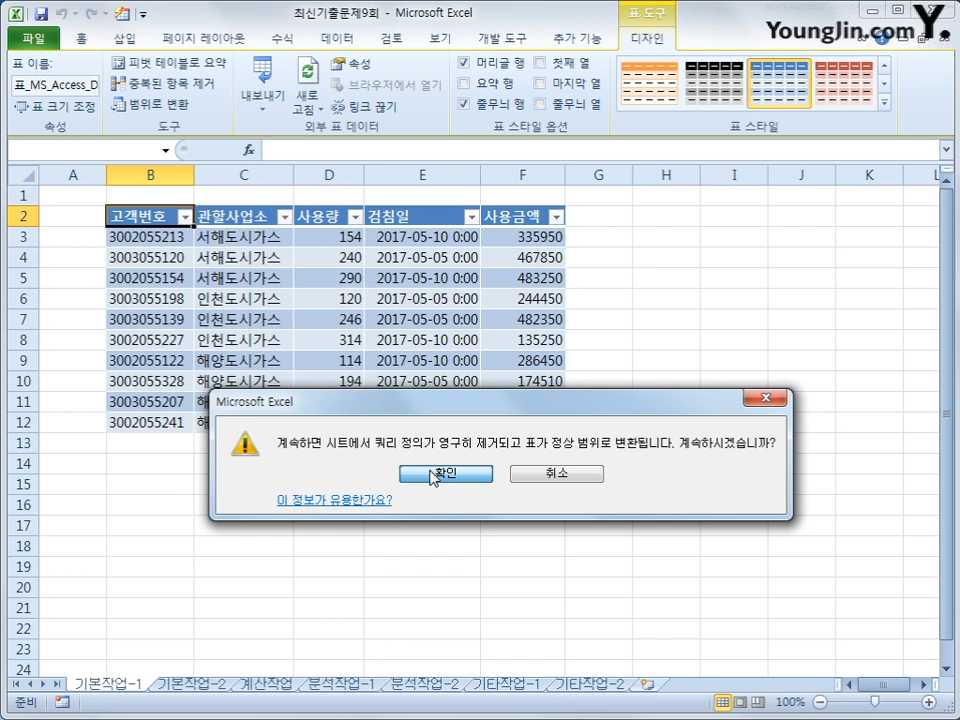 최신기출문제9회 - Microsoft Excel
표 도구
Younglin.com Y.
파일 홈 삽입 페이지 레이아웃 수식 데이터 검토 보기 개발 도구 추가 기능 디자인
표 이름:
표_MS_Access_D
표 크기 조정
속성
피벗 테이블로 요약
중복된 항목 제거
범위로 변환
도구
내보내기
새로 고침
속성
브라우저에서 열기
링크 끊기
외부 표 데이터
머리글 행 첫째 열
요약 행 마지막 열
줄무늬 행 줄무늬 열
표 스타일 옵션
표 스타일
fx
A B C D E F G H I J K L
1
2 고객번호 관할사업소 사용량 검침일 사용금액
3 3002055213 서해도시가스 154 2017-05-10 0:00 335950
4 3003055120 서해도시가스 240 2017-05-05 0:00 467850
5 3002055154 서해도시가스 290 2017-05-10 0:00 483250
6 3003055198 인천도시가스 120 2017-05-05 0:00 244450
7 3003055139 인천도시가스 246 2017-05-05 0:00 482350
8 3002055227 인천도시가스 314 2017-05-10 0:00 135250
9 3002055122 해양도시가스 114 2017-05-10 0:00 286450
10 3003055328 해양도시가스 194 2017-05-05 0:00 174510
11 3003055207
12 3002055241
13
14
15
16
17
18
19
20
21
22
23
24
Microsoft Excel
계속하면 시트에서 쿼리 정의가 영구히 제거되고 표가 정상 범위로 변환됩니다. 계속하시겠습니까?
확인 취소
이 정보가 유용한가요?
기본작업-1 기본작업-2 계산작업 분석작업-1 분석작업-2 기타작업-1 기타작업-2
준비 100%